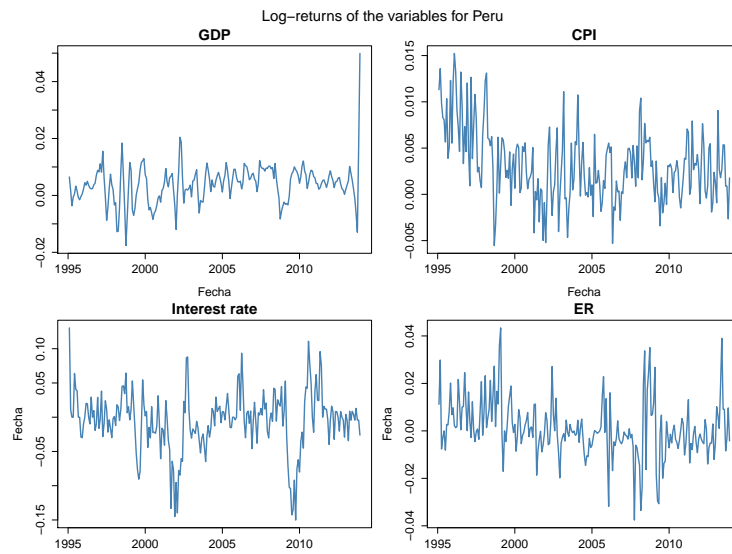 Log−returns of the variables for Peru
GDP
0.04
0.02
0.00
−0.02
1995 2000 2005 2010
CPI
0.015
0.010
0.005
0.000
−0.005
1995 2000 2005 2010
Fecha
Fecha
Interest rate
Fecha
0.10
0.05
−0.05
−0.15
1995 2000 2005 2010
ER
Fecha
0.04
0.02
0.00
−0.02
−0.04
1995 2000 2005 2010